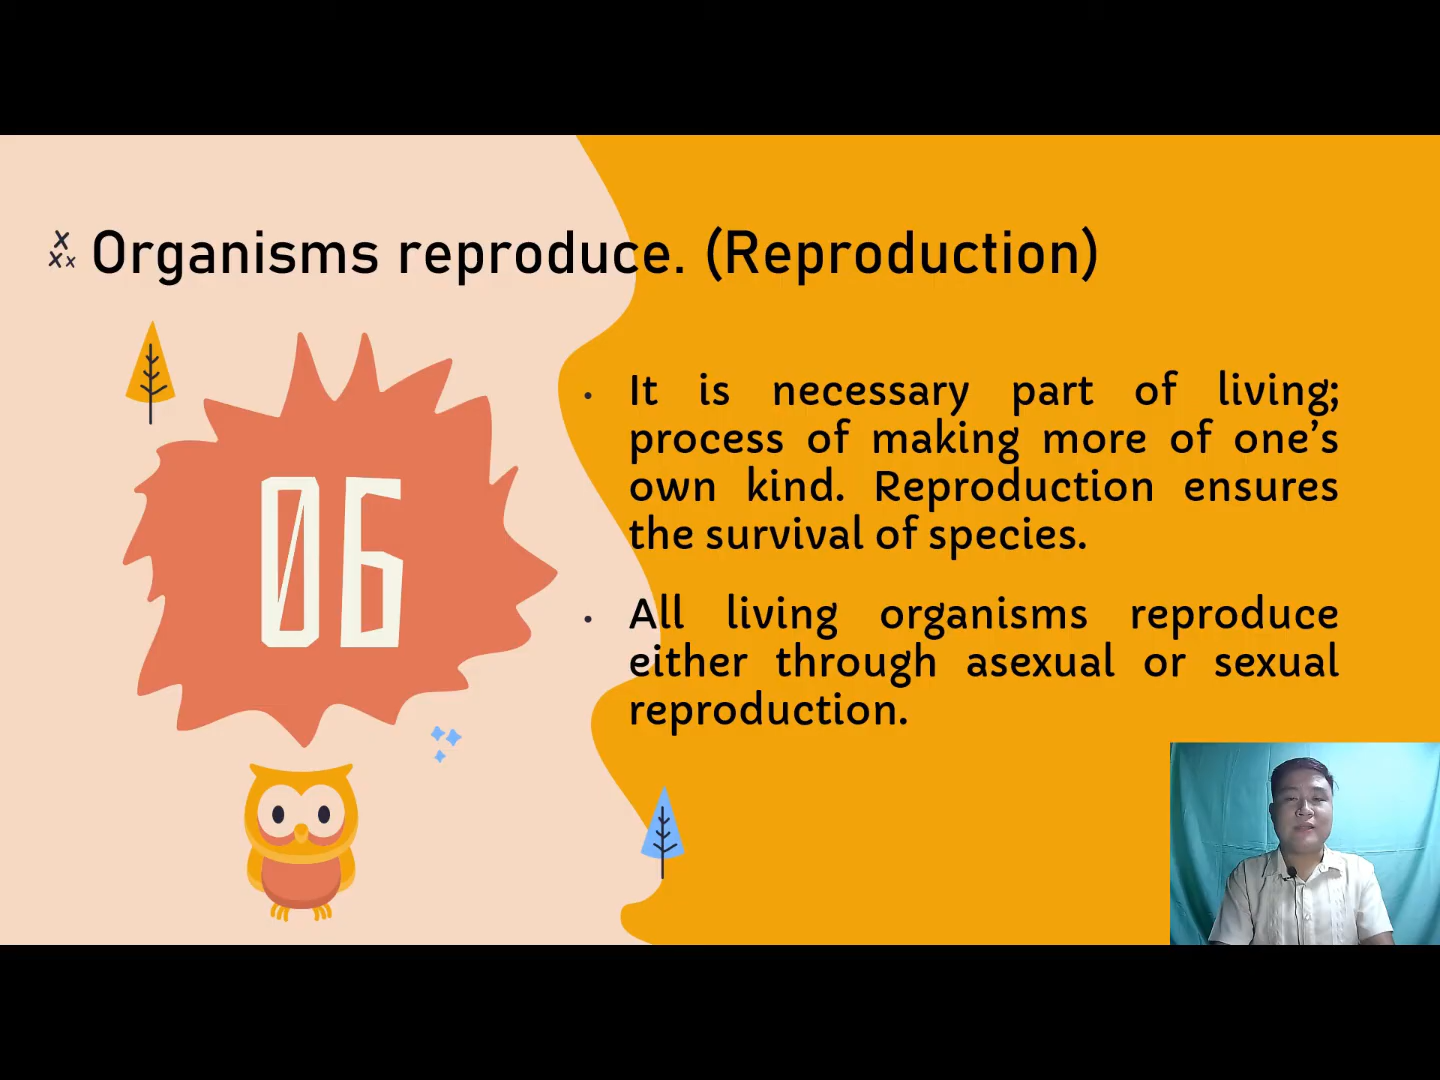 Organisms reproduce. (Reproduction)
06
• It is necessary part of living;
process of making more of one’s
own kind. Reproduction ensures
the survival of species.
• All living organisms reproduce
either through asexual or sexual
reproduction.